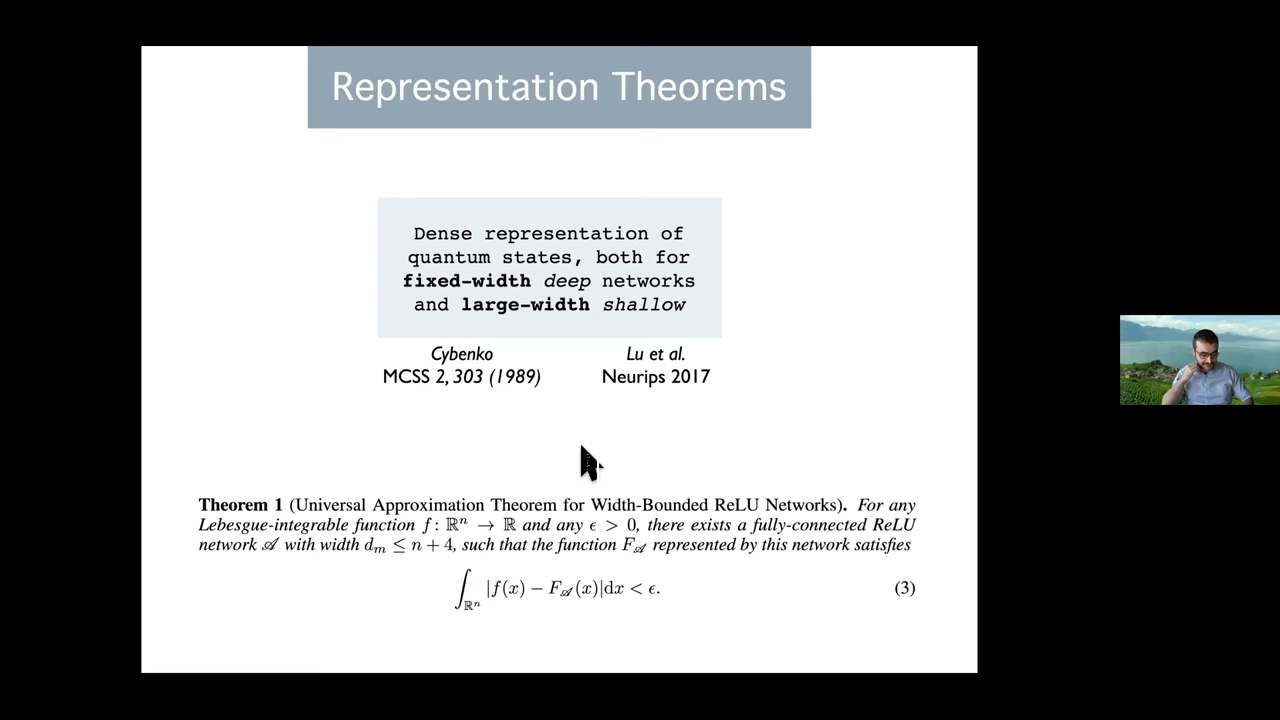 Representation Theorems
Dense representation of
quantum states, both for
fixed-width deep networks
and large-width shallow
Cybenko
MCSS 2, 303 (1989)
Lu et al.
Neurips 2017
Theorem 1 (Universal Approximation Theorem for Width-Bounded ReLU Networks). For any
Lebesgue-integrable function f: ℝⁿ → ℝ and any ϵ > 0, there exists a fully-connected ReLU
network 𝒜 with width dₘ ≤ n + 4, such that the function F_𝒜 represented by this network satisfies
∫_ℝⁿ |f(x) − F_𝒜(x)|dx < ϵ. (3)